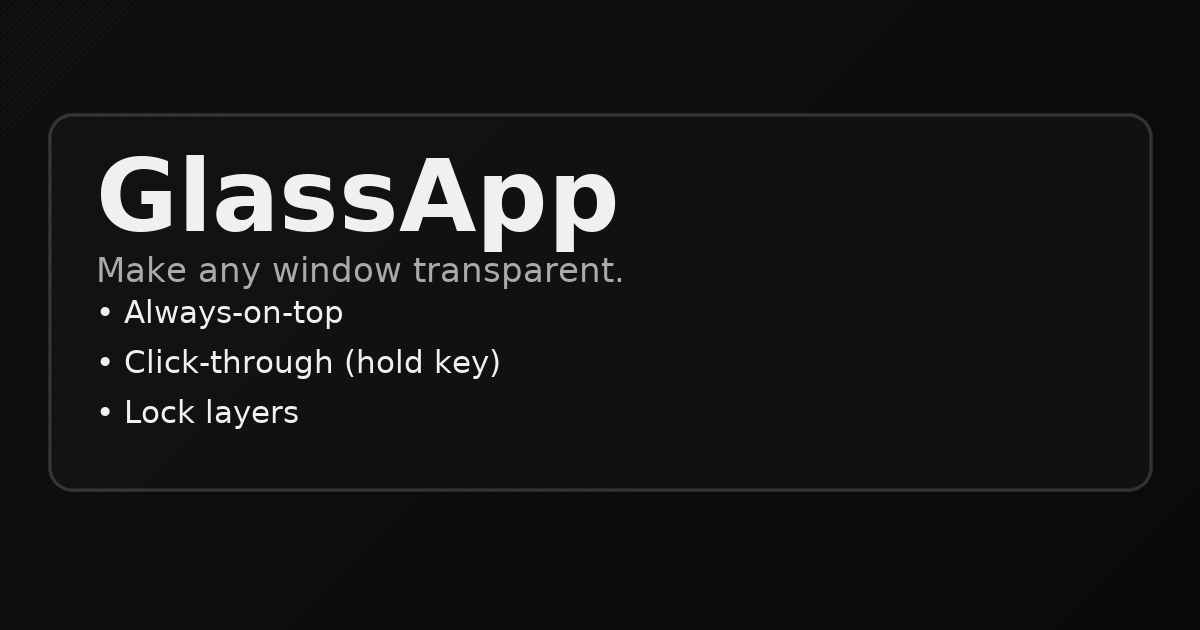 GlassApp
Make any window transparent.
• Always-on-top
• Click-through (hold key)
• Lock layers